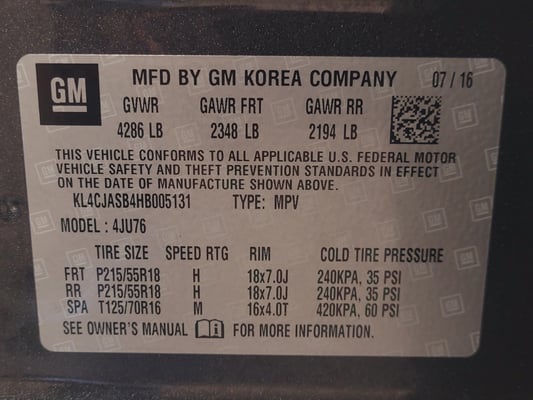 GM MFD BY GM KOREA COMPANY 07 / 16
GVWR GAWR FRT GAWR RR
4286 LB 2348 LB 2194 LB
THIS VEHICLE CONFORMS TO ALL APPLICABLE U.S. FEDERAL MOTOR
VEHICLE SAFETY AND THEFT PREVENTION STANDARDS IN EFFECT
ON THE DATE OF MANUFACTURE SHOWN ABOVE.
KL4CJASB4HB005131 TYPE: MPV
MODEL : 4JU76
TIRE SIZE SPEED RTG RIM COLD TIRE PRESSURE
FRT P215/55R18 H 18x7.0J 240KPA, 35 PSI
RR P215/55R18 H 18x7.0J 240KPA, 35 PSI
SPA T125/70R16 M 16x4.0T 420KPA, 60 PSI
SEE OWNER'S MANUAL FOR MORE INFORMATION.